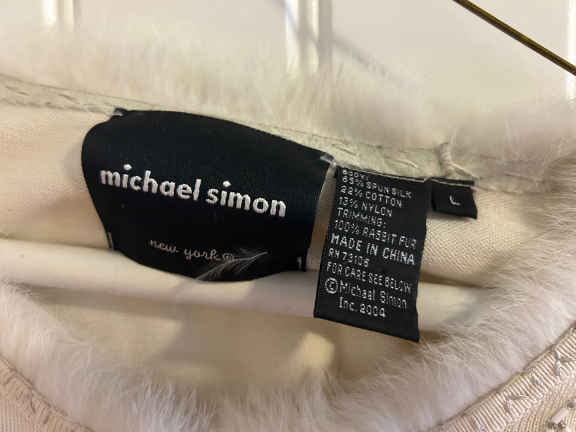 michael simon
new york®
BODY:
65% SPUN SILK
22% COTTON
13% NYLON
TRIMMING:
100% RABBIT FUR
MADE IN CHINA
RN 73106
FOR CARE SEE BELOW
©Michael Simon
Inc. 2004
L